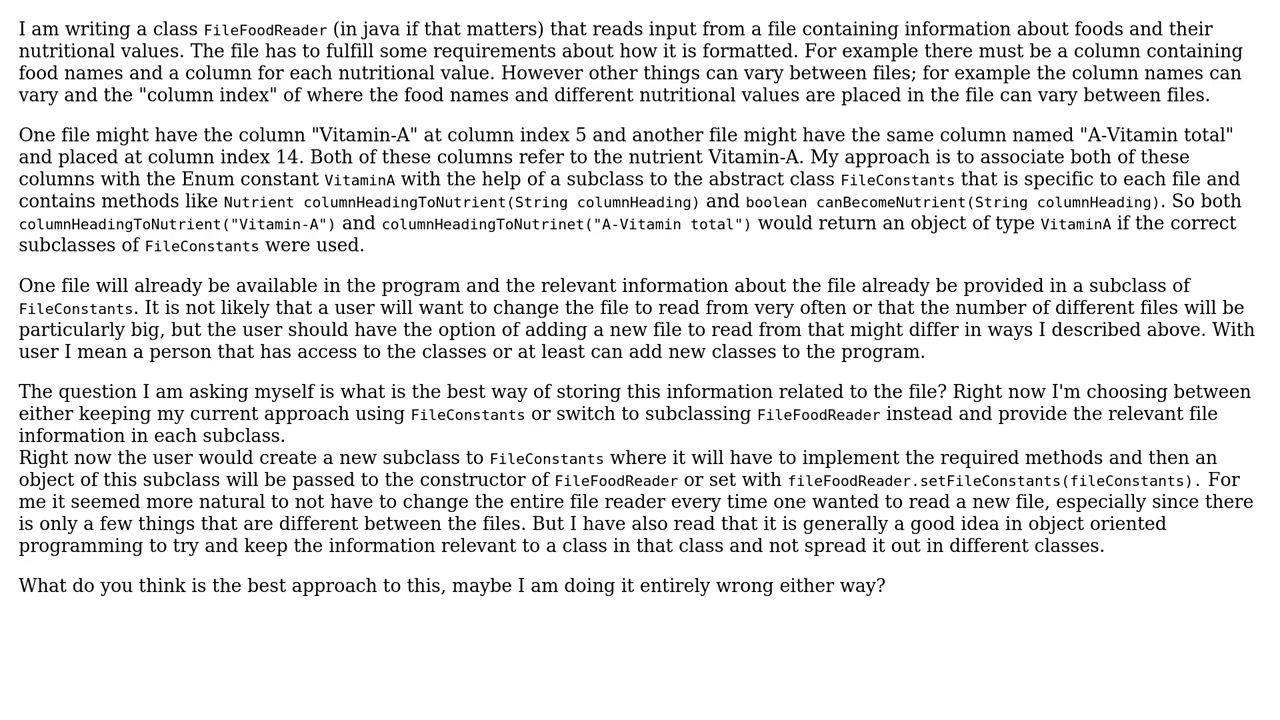 I am writing a class FileFoodReader (in java if that matters) that reads input from a file containing information about foods and their
nutritional values. The file has to fulfill some requirements about how it is formatted. For example there must be a column containing
food names and a column for each nutritional value. However other things can vary between files; for example the column names can
vary and the "column index" of where the food names and different nutritional values are placed in the file can vary between files.
One file might have the column "Vitamin-A" at column index 5 and another file might have the same column named "A-Vitamin total"
and placed at column index 14. Both of these columns refer to the nutrient Vitamin-A. My approach is to associate both of these
columns with the Enum constant VitaminA with the help of a subclass to the abstract class FileConstants that is specific to each file and
contains methods like Nutrient columnHeadingToNutrient(String columnHeading) and boolean canBecomeNutrient(String columnHeading). So both
columnHeadingToNutrient("Vitamin-A") and columnHeadingToNutrinet("A-Vitamin total") would return an object of type VitaminA if the correct
subclasses of FileConstants were used.
One file will already be available in the program and the relevant information about the file already be provided in a subclass of
FileConstants. It is not likely that a user will want to change the file to read from very often or that the number of different files will be
particularly big, but the user should have the option of adding a new file to read from that might differ in ways I described above. With
user I mean a person that has access to the classes or at least can add new classes to the program.
The question I am asking myself is what is the best way of storing this information related to the file? Right now I'm choosing between
either keeping my current approach using FileConstants or switch to subclassing FileFoodReader instead and provide the relevant file
information in each subclass.
Right now the user would create a new subclass to FileConstants where it will have to implement the required methods and then an
object of this subclass will be passed to the constructor of FileFoodReader or set with fileFoodReader.setFileConstants(fileConstants). For
me it seemed more natural to not have to change the entire file reader every time one wanted to read a new file, especially since there
is only a few things that are different between the files. But I have also read that it is generally a good idea in object oriented
programming to try and keep the information relevant to a class in that class and not spread it out in different classes.
What do you think is the best approach to this, maybe I am doing it entirely wrong either way?